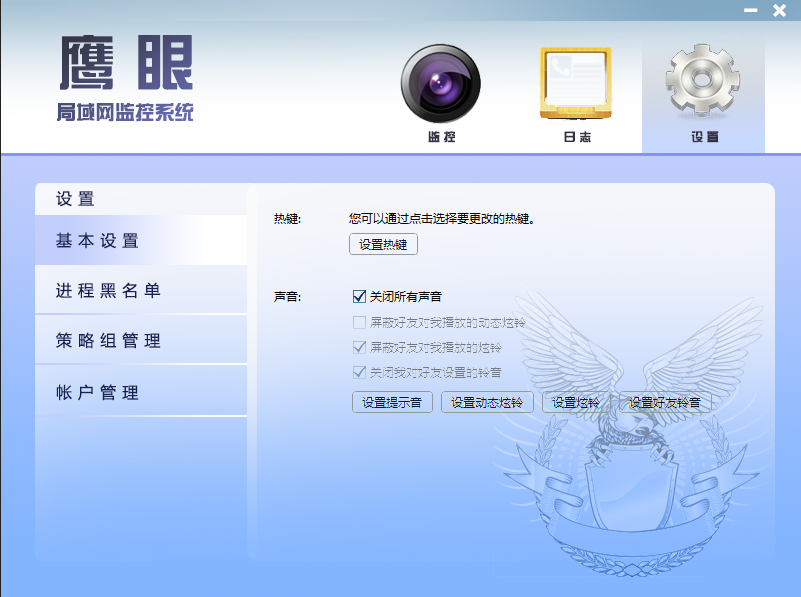 鹰眼
局域网监控系统
监控
日志
设置
设置
基本设置
进程黑名单
策略组管理
帐户管理
热键:
您可以通过点击选择要更改的热键。
设置热键
声音:
关闭所有声音
屏蔽好友对我播放的动态炫铃
屏蔽好友对我播放的炫铃
关闭我对好友设置的铃音
设置提示音
设置动态炫铃
设置炫铃
设置好友铃音